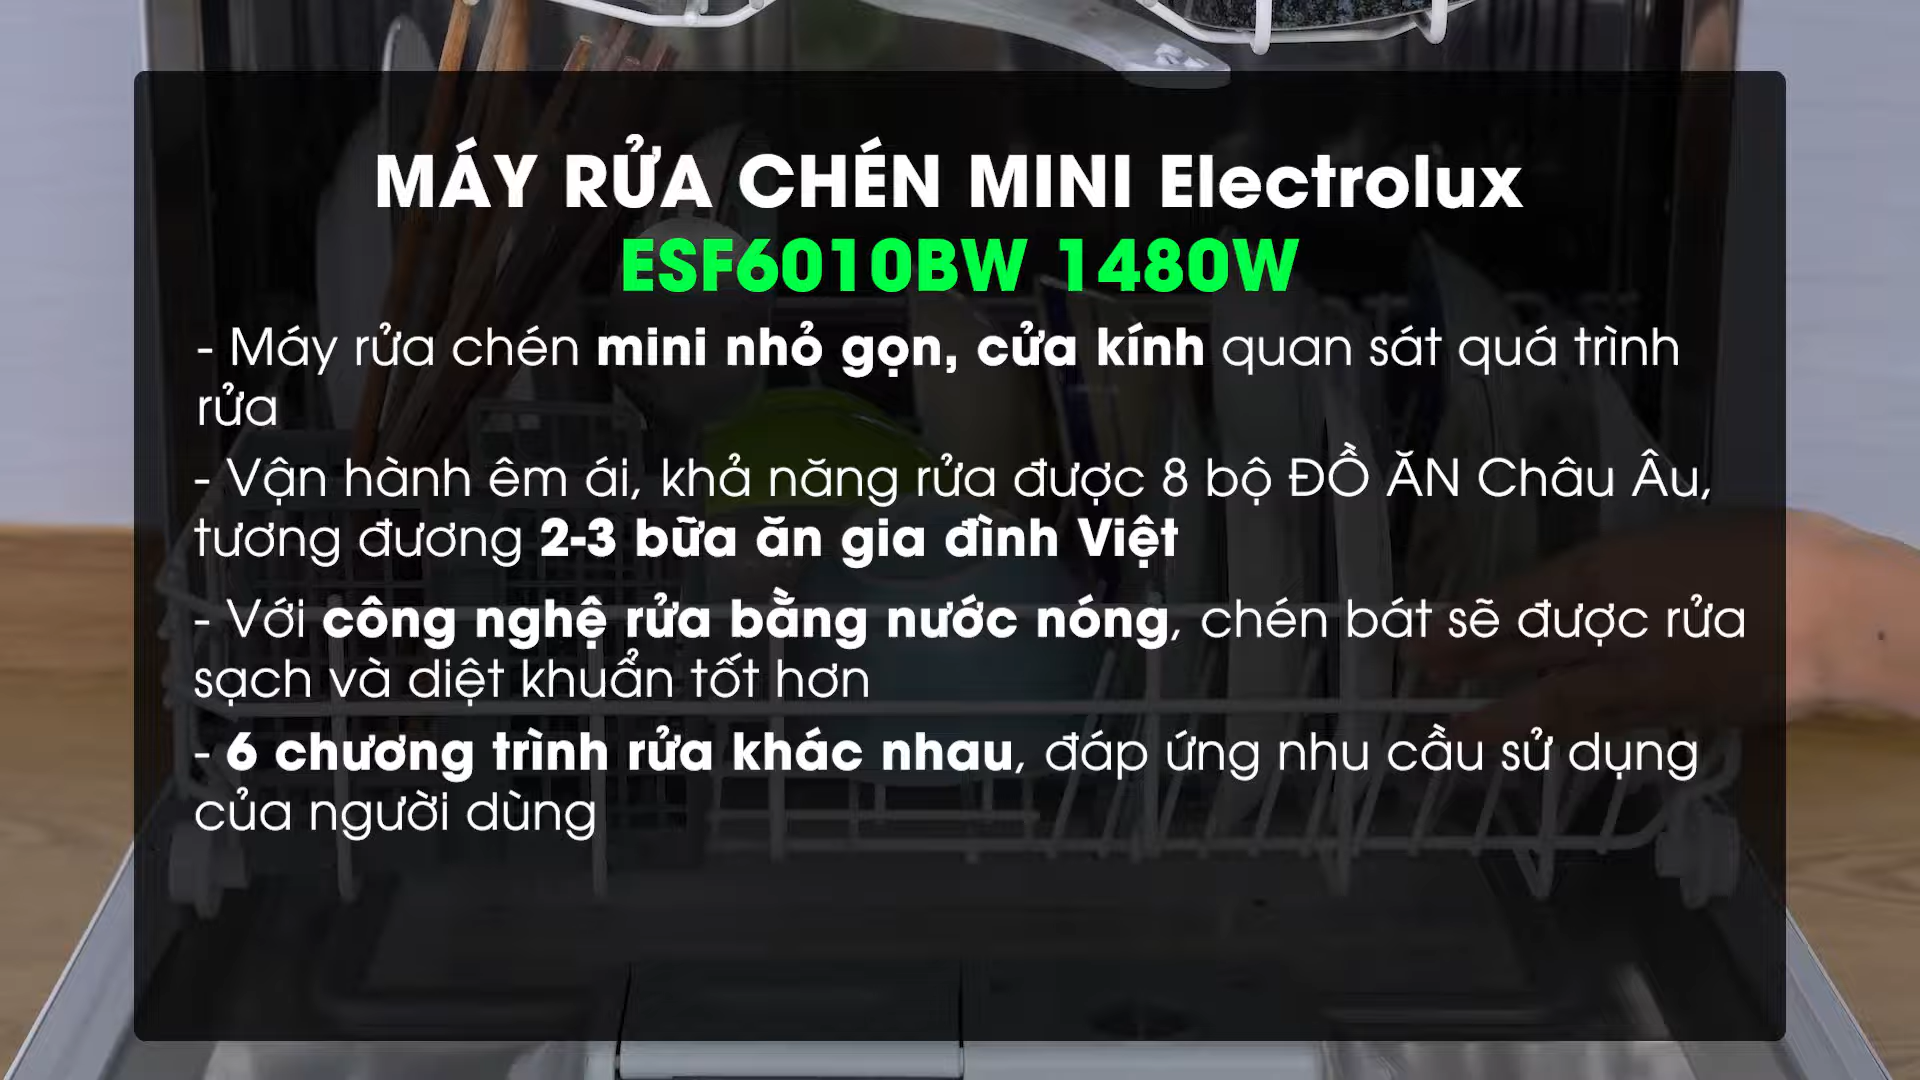 MÁY RỬA CHÉN MINI Electrolux
ESF6010BW 1480W
- Máy rửa chén mini nhỏ gọn, cửa kính quan sát quá trình
rửa
- Vận hành êm ái, khả năng rửa được 8 bộ ĐỒ ĂN Châu Âu,
tương đương 2-3 bữa ăn gia đình Việt
- Với công nghệ rửa bằng nước nóng, chén bát sẽ được rửa
sạch và diệt khuẩn tốt hơn
- 6 chương trình rửa khác nhau, đáp ứng nhu cầu sử dụng
của người dùng